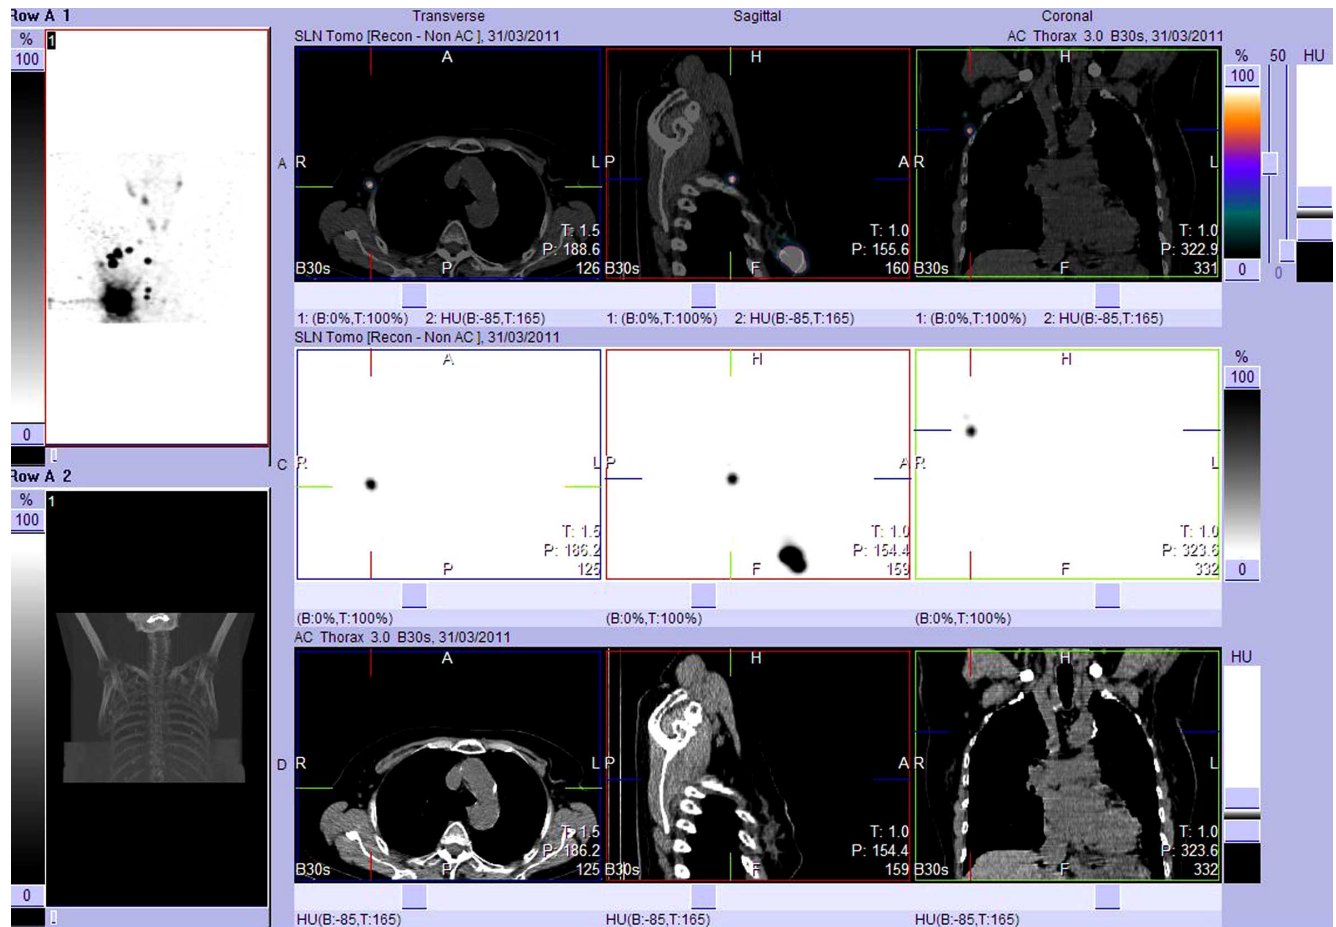 Row A 1
Transverse
Sagittal
Coronal
%
100
1
SLN Tomo [Recon - Non AC ], 31/03/2011
AC Thorax 3.0 B30s, 31/03/2011
%
50
HU
100
A
H
H
A
R
L
P
A
R
L
T: 1.5
P: 188.6
B30s
P
126
T: 1.0
P: 155.6
B30s
F
160
T: 1.0
P: 322.9
F
331
0
0
1: (B:0%,T:100%) 2: HU(B:-85,T:165)
1: (B:0%,T:100%) 2: HU(B:-85,T:165)
1: (B:0%,T:100%) 2: HU(B:-85,T:165)
SLN Tomo [Recon - Non AC ], 31/03/2011
A
H
H
%
100
0
C
R
L
P
A
R
L
T: 1.5
P: 186.2
P
125
T: 1.0
P: 154.4
F
159
T: 1.0
P: 323.6
F
332
0
(B:0%,T:100%)
(B:0%,T:100%)
(B:0%,T:100%)
Row A 2
%
100
1
AC Thorax 3.0 B30s, 31/03/2011
HU
A
H
H
D
R
L
P
A
R
L
T: 1.5
P: 186.2
B30s
P
125
T: 1.0
P: 154.4
B30s
F
159
T: 1.0
P: 323.6
B30s
F
332
0
HU(B:-85,T:165)
HU(B:-85,T:165)
HU(B:-85,T:165)